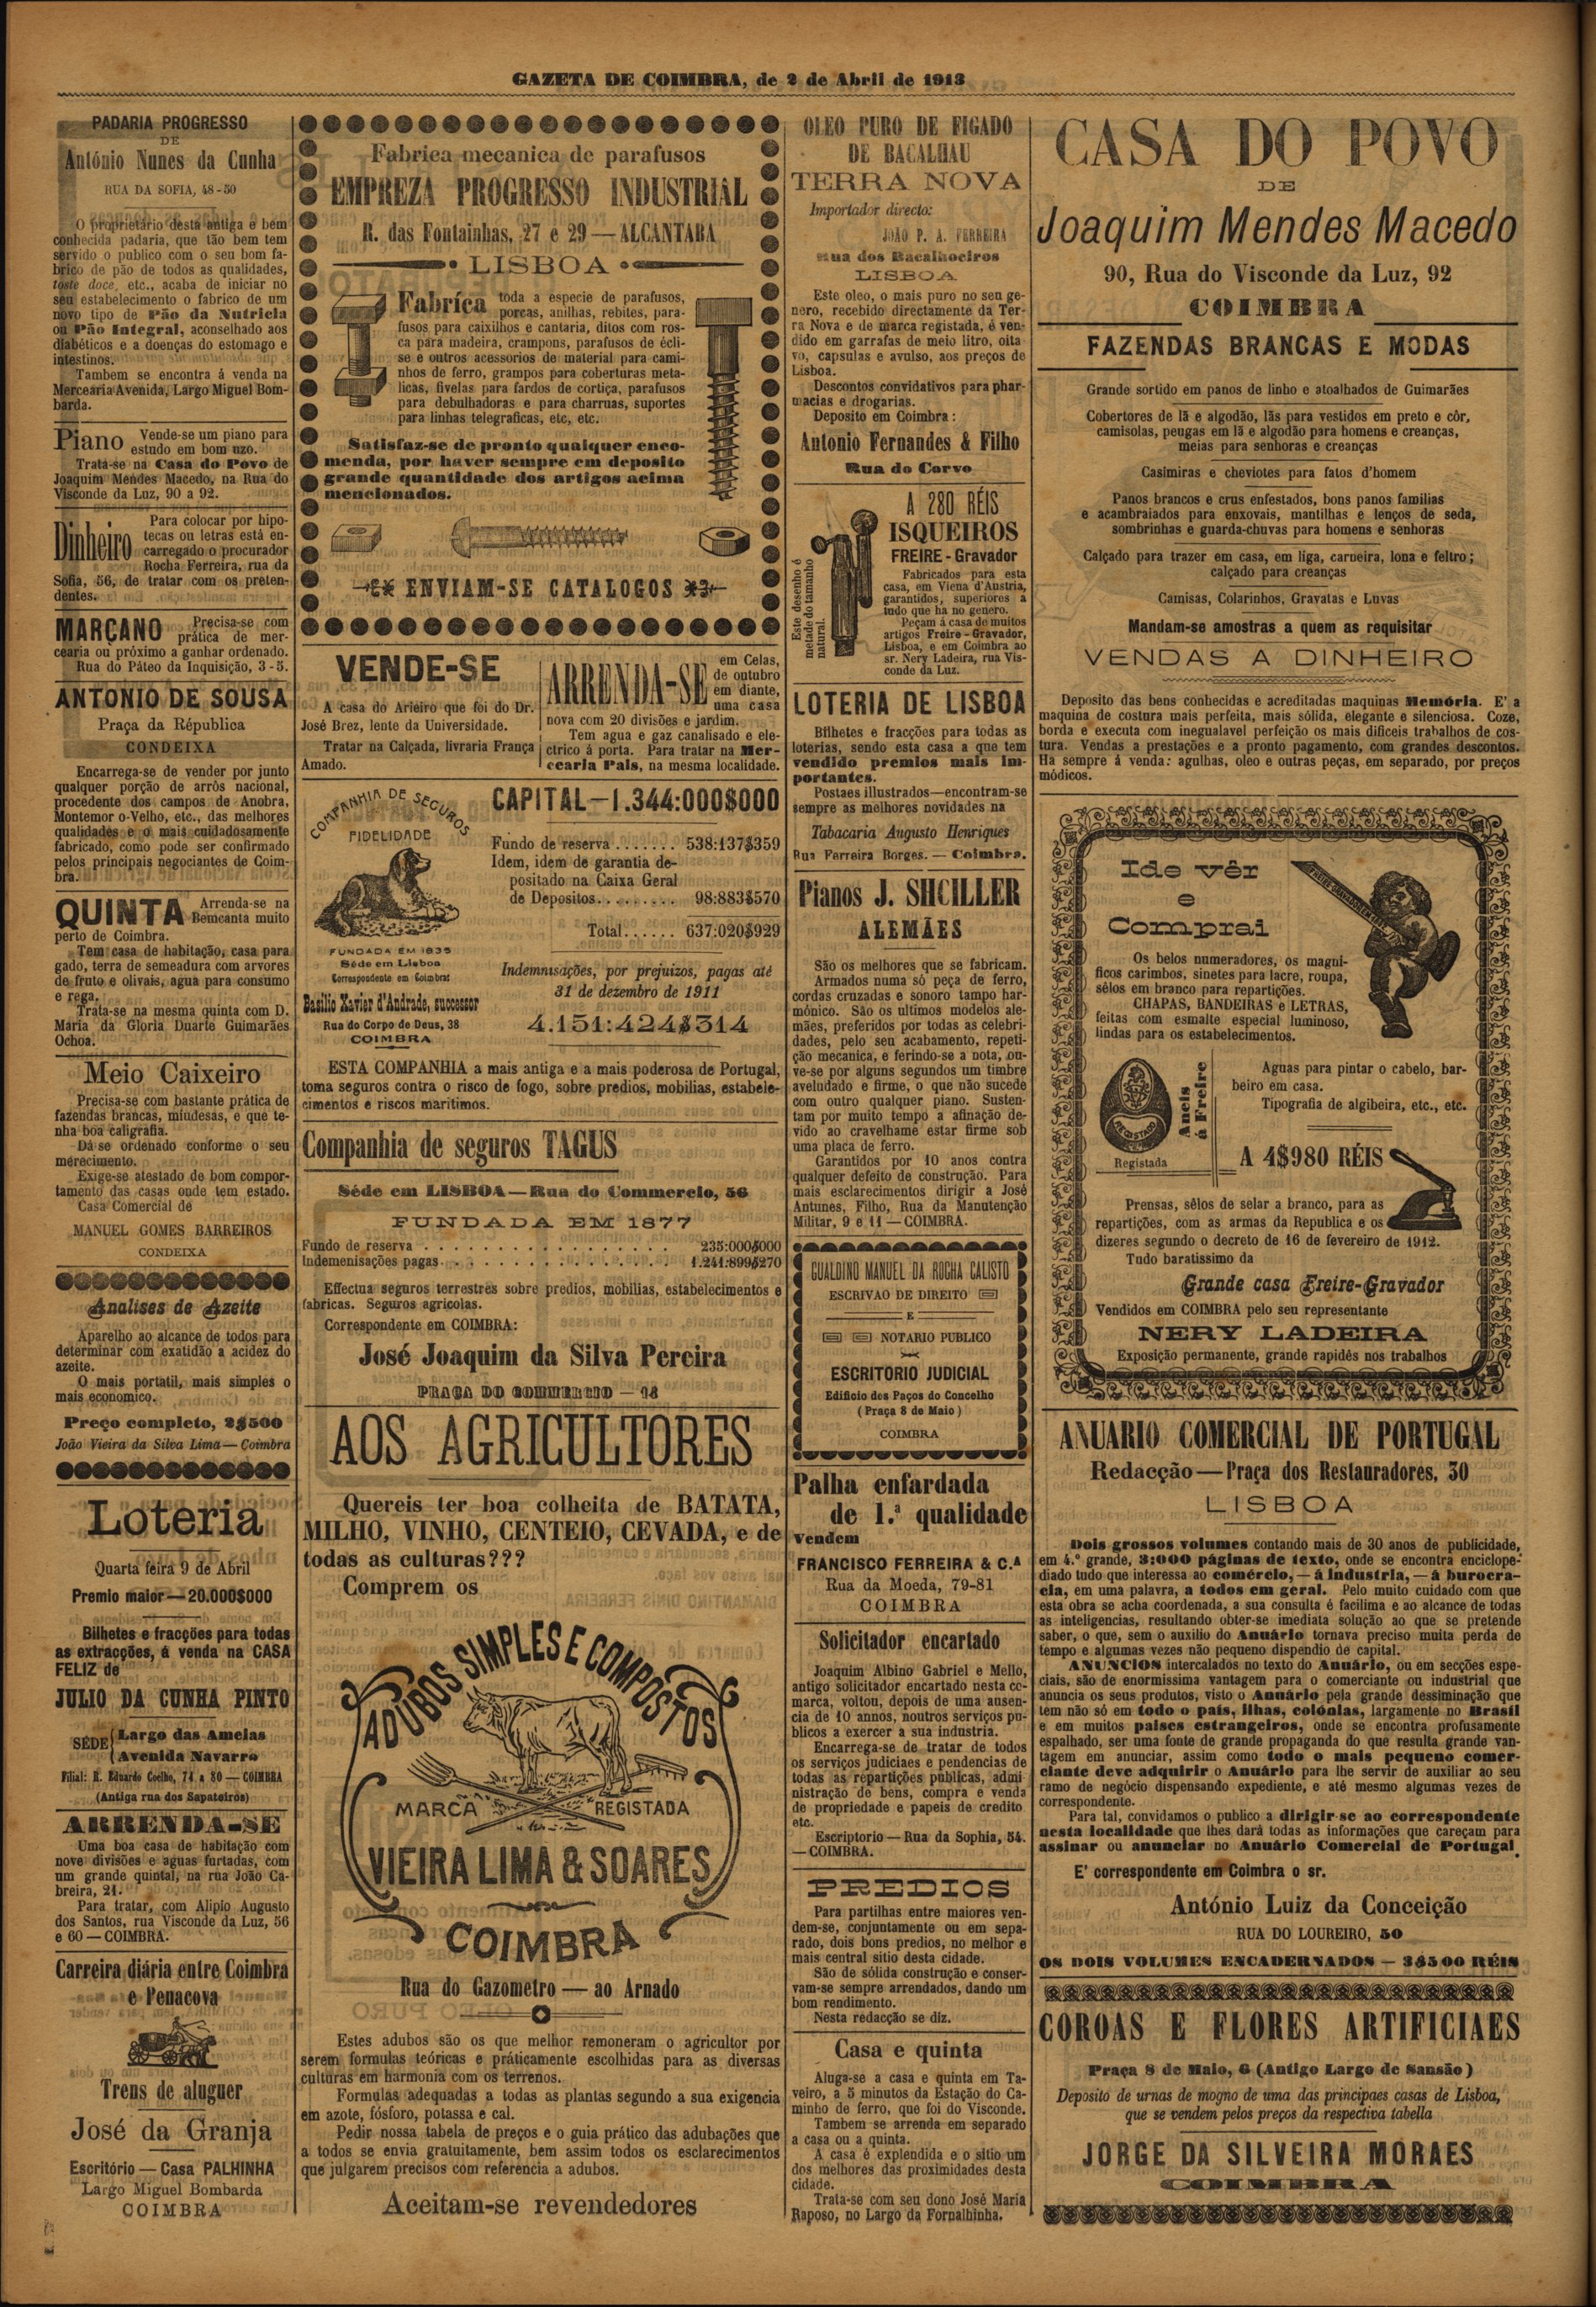 GAZETA DE COIMBRA, de 2 de Abril de 1913
PADARIA PROGRESSO
DE
António Nunes da Cunha
RUA DA SOFIA, 48-50
O proprietário desta antiga e bem
conhecida padaria, que tão bem tem
servido o publico com o seu bom fa-
brico de pão de todos as qualidades,
toste doce, etc., acaba de iniciar no
seu estabelecimento o fabrico de um
novo tipo de Pão da Nutricia
ou Pão Integral, aconselhado aos
diabéticos e a doenças do estomago e
intestinos.
Tambem se encontra á venda na
Mercearia Avenida, Largo Miguel Bom-
barda.
Piano Vende-se um piano para
estudo em bom uzo.
Trata-se na Casa do Povo de
Joaquim Mendes Macedo, na Rua do
Visconde da Luz, 90 a 92.
Dinheiro Para colocar por hipo-
tecas ou letras está en-
carregado o procurador
Rocha Ferreira, rua da
Sofia, 56, de tratar com os preten-
dentes.
MARÇANO Precisa-se com
prática de mer-
cearia ou próximo a ganhar ordenado.
Rua do Páteo da Inquisição, 3-5.
ANTONIO DE SOUSA
Praça da Républica
CONDEIXA
Encarrega-se de vender por junto
qualquer porção de arrôs nacional,
procedente dos campos de Anobra,
Montemor o-Velho, etc., das melhores
qualidades e o mais cuidadosamente
fabricado, como pode ser confirmado
pelos principais negociantes de Coim-
bra.
QUINTA Arrenda-se na
Bemcanta muito
perto de Coimbra.
Tem casa de habitação, casa para
gado, terra de semeadura com arvores
de fruto e olivais, agua para consumo
e rega.
Trata-se na mesma quinta com D.
Maria da Gloria Duarte Guimarães
Ochoa.
Meio Caixeiro
Precisa-se com bastante prática de
fazendas brancas, miudesas, e que te-
nha boa caligrafia.
Dá-se ordenado conforme o seu
merecimento.
Exige-se atestado de bom compor-
tamento das casas onde tem estado.
Casa Comercial de
MANUEL GOMES BARREIROS
CONDEIXA
Analises de Azeite
Aparelho ao alcance de todos para
determinar com exatidão a acidez do
azeite.
O mais portatil, mais simples o
mais economico.
Preço completo, 2$500
João Vieira da Silva Lima — Coimbra
Loteria
Quarta feira 9 de Abril
Premio maior — 20.000$000
Bilhetes e fracções para todas
as extracções, á venda na CASA
FELIZ de
JULIO DA CUNHA PINTO
SÉDE Largo das Ameias
Avenida Navarro
Filial: R. Eduardo Coelho, 74 a 80 — COIMBRA
(Antiga rua dos Sapateiros)
ARRENDA-SE
Uma boa casa de habitação com
nove divisões e aguas furtadas, com
um grande quintal, na rua João Ca-
breira, 21.
Para tratar, com Alipio Augusto
dos Santos, rua Visconde da Luz, 56
e 60 — COIMBRA.
Carreira diária entre Coimbra
e Penacova
Trens de aluguer
José da Granja
Escritório — Casa PALHINHA
Largo Miguel Bombarda
COIMBRA
Fabrica mecanica de parafusos
EMPREZA PROGRESSO INDUSTRIAL
R. das Fontainhas, 27 e 29 — ALCANTARA
LISBOA
Fabríca toda a especie de parafusos,
porcas, anilhas, rebites, para-
fusos para caixilhos e cantaria, ditos com ros-
ca para madeira, crampons, parafusos de écli-
se e outros acessorios de material para cami-
nhos de ferro, grampos para coberturas meta-
licas, fivelas para fardos de cortiça, parafusos
para debulhadoras e para charruas, suportes
para linhas telegraficas, etc, etc.
Satisfaz-se de pronto qualquer enco-
menda, por haver sempre em deposito
grande quantidade dos artigos acima
mencionados.
ENVIAM-SE CATALOGOS
VENDE-SE
A casa do Arieiro que foi do Dr.
José Brez, lente da Universidade.
Tratar na Calçada, livraria França
Amado.
ARRENDA-SE em Celas,
de outubro
em diante,
uma casa
nova com 20 divisões e jardim.
Tem agua e gaz canalisado e ele-
ctrico á porta. Para tratar na Mer-
cearia Pais, na mesma localidade.
COMPANHIA DE SEGUROS
FIDELIDADE
FUNDADA EM 1835
Séde em Lisboa
Correspondente em Coimbra:
Basilio Xavier d'Andrade, successor
Rua do Corpo de Deus, 38
COIMBRA
CAPITAL—1.344:000$000
Fundo de reserva ....... 538:137$359
Idem, idem de garantia de-
positado na Caixa Geral
de Depositos......... 98:883$570
Total...... 637:020$929
Indemnisações, por prejuizos, pagas até
31 de dezembro de 1911
4.151:424$314
ESTA COMPANHIA a mais antiga e a mais poderosa de Portugal,
toma seguros contra o risco de fogo, sobre predios, mobilias, estabele-
cimentos e riscos maritimos.
Companhia de seguros TAGUS
Séde em LISBOA — Rua do Commercio, 56
FUNDADA EM 1877
Fundo de reserva . . . . . . . . . . . . . . . . . 235:000$000
Indemenisações pagas. . . . . . . . . . . . . . . . 1.241:899$270
Effectua seguros terrestres sobre predios, mobilias, estabelecimentos e
fabricas. Seguros agricolas.
Correspondente em COIMBRA:
José Joaquim da Silva Pereira
PRAÇA DO COMMERCIO — 18
AOS AGRICULTORES
Quereis ter boa colheita de BATATA,
MILHO, VINHO, CENTEIO, CEVADA, e de
todas as culturas???
Comprem os
ADUBOS SIMPLES E COMPOSTOS
MARCA REGISTADA
VIEIRA LIMA & SOARES
COIMBRA
Rua do Gazometro — ao Arnado
Estes adubos são os que melhor remoneram o agricultor por
serem formulas teóricas e práticamente escolhidas para as diversas
culturas em harmonia com os terrenos.
Formulas adequadas a todas as plantas segundo a sua exigencia
em azote, fósforo, potassa e cal.
Pedir nossa tabela de preços e o guia prático das adubações que
a todos se envia gratuitamente, bem assim todos os esclarecimentos
que julgarem precisos com referencia a adubos.
Aceitam-se revendedores
OLEO PURO DE FIGADO
DE BACALHAU
TERRA NOVA
Importador directo:
JOÃO P. A. FERREIRA
Rua dos Bacalhoeiros
LISBOA
Este oleo, o mais puro no seu ge-
nero, recebido directamente da Ter-
ra Nova e de marca registada, é ven-
dido em garrafas de meio litro, oita
vo, capsulas e avulso, aos preços de
Lisboa.
Descontos convidativos para phar-
macias e drogarias.
Deposito em Coimbra:
Antonio Fernandes & Filho
Rua do Corvo
Este desenho é
metade do tamanho
natural.
A 280 RÉIS
ISQUEIROS
FREIRE - Gravador
Fabricados para esta
casa, em Viena d'Austria,
garantidos, superiores a
tudo que ha no genero.
Peçam á casa de muitos
artigos Freire-Gravador,
Lisboa, e em Coimbra ao
sr. Nery Ladeira, rua Vis-
conde da Luz.
LOTERIA DE LISBOA
Bilhetes e fracções para todas as
loterias, sendo esta casa a que tem
vendido premios mais im-
portantes.
Postaes illustrados—encontram-se
sempre as melhores novidades na
Tabacaria Augusto Henriques
Rua Ferreira Borges. — Coimbra.
Pianos J. SHCILLER
ALEMÃES
São os melhores que se fabricam.
Armados numa só peça de ferro,
cordas cruzadas e sonoro tampo har-
mónico. São os ultimos modelos ale-
mães, preferidos por todas as celebri-
dades, pelo seu acabamento, repeti-
ção mecanica, e ferindo-se a nota, ou-
ve-se por alguns segundos um timbre
aveludado e firme, o que não sucede
com outro qualquer piano. Susten-
tam por muito tempo a afinação de-
vido ao cravelhame estar firme sob
uma placa de ferro.
Garantidos por 10 anos contra
qualquer defeito de construção. Para
mais esclarecimentos dirigir a José
Antunes, Filho, Rua da Manutenção
Militar, 9 e 11 — COIMBRA.
GUALDINO MANUEL DA ROCHA CALISTO
ESCRIVÃO DE DIREITO
E
NOTARIO PUBLICO
ESCRITORIO JUDICIAL
Edificio dos Paços do Concelho
(Praça 8 de Maio)
COIMBRA
Palha enfardada
de 1.ª qualidade
Vendem
FRANCISCO FERREIRA & C.ª
Rua da Moeda, 79-81
COIMBRA
Solicitador encartado
Joaquim Albino Gabriel e Mello,
antigo solicitador encartado nesta co-
marca, voltou, depois de uma ausen-
cia de 10 annos, noutros serviços pu-
blicos a exercer a sua industria.
Encarrega-se de tratar de todos
os serviços judiciaes e pendencias de
todas as repartições publicas, admi
nistração de bens, compra e venda
de propriedade e papeis de credito
etc.
Escriptorio — Rua da Sophia, 54.
— COIMBRA.
PREDIOS
Para partilhas entre maiores ven-
dem-se, conjuntamente ou em sepa-
rado, dois bons predios, no melhor e
mais central sitio desta cidade.
São de sólida construção e conser-
vam-se sempre arrendados, dando um
bom rendimento.
Nesta redacção se diz.
Casa e quinta
Aluga-se a casa e quinta em Ta-
veiro, a 5 minutos da Estação do Ca-
minho de ferro, que foi do Visconde.
Tambem se arrenda em separado
a casa ou a quinta.
A casa é explendida e o sitio um
dos melhores das proximidades desta
cidade.
Trata-se com seu dono José Maria
Raposo, no Largo da Fornalhinha.
CASA DO POVO
DE
Joaquim Mendes Macedo
90, Rua do Visconde da Luz, 92
COIMBRA
FAZENDAS BRANCAS E MODAS
Grande sortido em panos de linho e atoalhados de Guimarães
Cobertores de lã e algodão, lãs para vestidos em preto e côr,
camisolas, peugas em lã e algodão para homens e creanças,
meias para senhoras e creanças
Casimiras e cheviotes para fatos d'homem
Panos brancos e crus enfestados, bons panos familias
e acambraiados para enxovais, mantilhas e lenços de seda,
sombrinhas e guarda-chuvas para homens e senhoras
Calçado para trazer em casa, em liga, carneira, lona e feltro;
calçado para creanças
Camisas, Colarinhos, Gravatas e Luvas
Mandam-se amostras a quem as requisitar
VENDAS A DINHEIRO
Deposito das bens conhecidas e acreditadas maquinas Memória. E' a
maquina de costura mais perfeita, mais sólida, elegante e silenciosa. Coze,
borda e executa com inegualavel perfeição os mais dificeis trabalhos de cos-
tura. Vendas a prestações e a pronto pagamento, com grandes descontos.
Ha sempre á venda: agulhas, oleo e outras peças, em separado, por preços
módicos.
Ide vêr
e
Comprai
Os belos numeradores, os magni-
ficos carimbos, sinetes para lacre, roupa,
sêlos em branco para repartições.
CHAPAS, BANDEIRAS e LETRAS,
feitas com esmalte especial luminoso,
lindas para os estabelecimentos.
REGISTADO
Registada
Aneis
á Freire
Aguas para pintar o cabelo, bar-
beiro em casa.
Tipografia de algibeira, etc., etc.
A 4$980 RÉIS
Prensas, sêlos de selar a branco, para as
repartições, com as armas da Republica e os
dizeres segundo o decreto de 16 de fevereiro de 1912.
Tudo baratissimo da
Grande casa Freire-Gravador
Vendidos em COIMBRA pelo seu representante
NERY LADEIRA
Exposição permanente, grande rapidês nos trabalhos
ANUARIO COMERCIAL DE PORTUGAL
Redacção — Praça dos Restauradores, 30
LISBOA
Dois grossos volumes contando mais de 30 anos de publicidade,
em 4.º grande, 3:000 páginas de texto, onde se encontra enciclope-
diado tudo que interessa ao comércio, — á industria, — á burocra-
cia, em uma palavra, a todos em geral. Pelo muito cuidado com que
esta obra se acha coordenada, a sua consulta é facilima e ao alcance de todas
as inteligencias, resultando obter-se imediata solução ao que se pretende
saber, o que, sem o auxilio do Anuário tornava preciso muita perda de
tempo e algumas vezes não pequeno dispendio de capital.
ANUNCIOS intercalados no texto do Anuário, ou em secções espe-
ciais, são de enormissima vantagem para o comerciante ou industrial que
anuncia os seus produtos, visto o Anuário pela grande dessiminação que
tem não só em todo o país, ilhas, colónias, largamente no Brasil
e em muitos países estrangeiros, onde se encontra profusamente
espalhado, ser uma fonte de grande propaganda do que resulta grande van-
tagem em anunciar, assim como todo o mais pequeno comer-
ciante deve adquirir o Anuário para lhe servir de auxiliar ao seu
ramo de negócio dispensando expediente, e até mesmo algumas vezes de
correspondente.
Para tal, convidamos o publico a dirigir-se ao correspondente
nesta localidade que lhes dará todas as informações que careçam para
assinar ou anunciar no Anuário Comercial de Portugal.
E' correspondente em Coimbra o sr.
António Luiz da Conceição
RUA DO LOUREIRO, 50
OS DOIS VOLUMES ENCADERNADOS — 3$500 RÉIS
COROAS E FLORES ARTIFICIAES
Praça 8 de Maio, 6 (Antigo Largo de Sansão)
Deposito de urnas de mogno de uma das principaes casas de Lisboa,
que se vendem pelos preços da respectiva tabella
JORGE DA SILVEIRA MORAES
COIMBRA